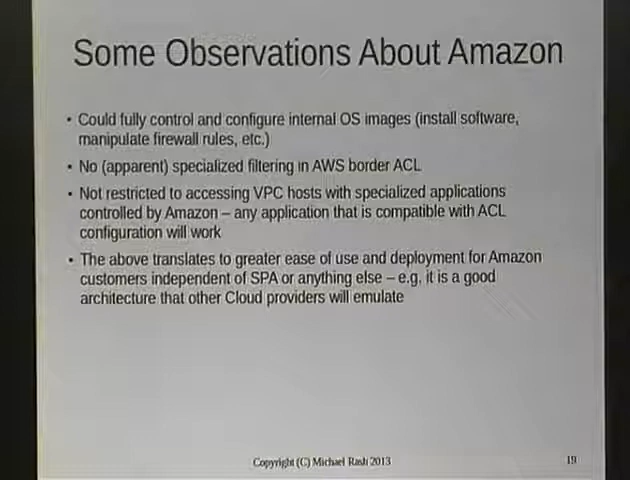 Some Observations About Amazon
• Could fully control and configure internal OS images (install software,
manipulate firewall rules, etc.)
• No (apparent) specialized filtering in AWS border ACL
• Not restricted to accessing VPC hosts with specialized applications
controlled by Amazon – any application that is compatible with ACL
configuration will work
• The above translates to greater ease of use and deployment for Amazon
customers independent of SPA or anything else – e.g, it is a good
architecture that other Cloud providers will emulate
Copyright (C) Michael Rash 2013
19